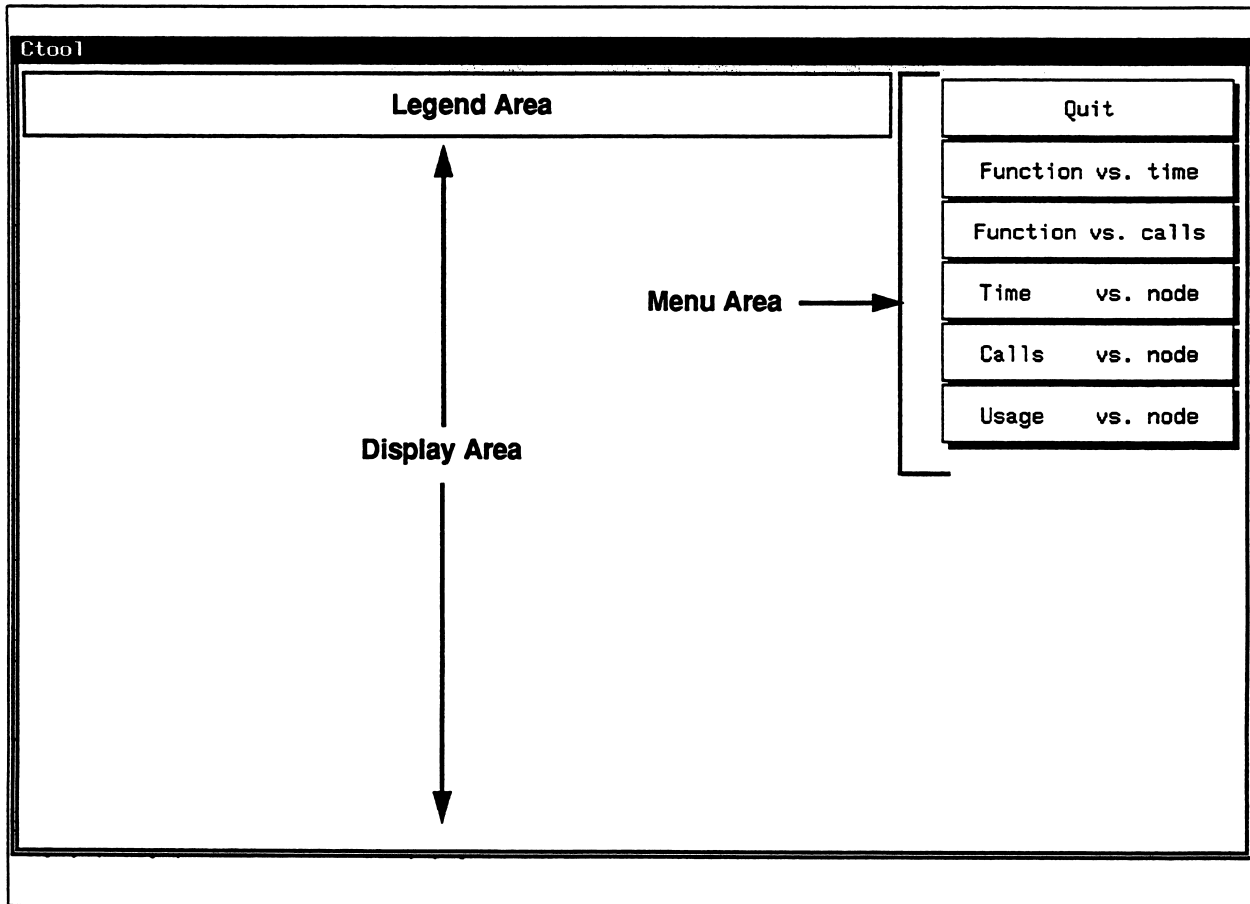 Ctool
Legend Area
Quit
Function vs. time
Function vs. calls
Menu Area
Time vs. node
Calls vs. node
Usage vs. node
Display Area